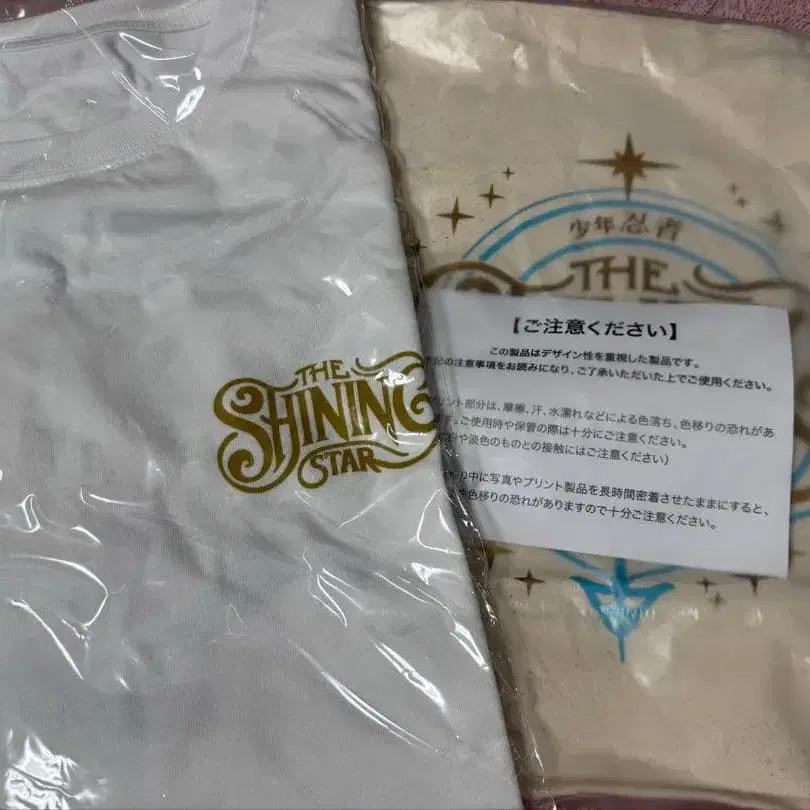 THE
SHINING
STAR
少年忍者
THE
【ご注意ください】
この製品はデザイン性を重視した製品です。
の注意事項をお読みになり、ご了承いただいた上でご使用ください。
プリント部分は、摩擦、汗、水濡れなどによる色落ち、色移りの恐れがあ
ます。ご使用時や保管の際は十分にご注意ください。
や淡色のものとの接触にはご注意ください）
の中に写真やプリント製品を長時間密着させたままにすると、
や色移りの恐れがありますので十分ご注意ください。